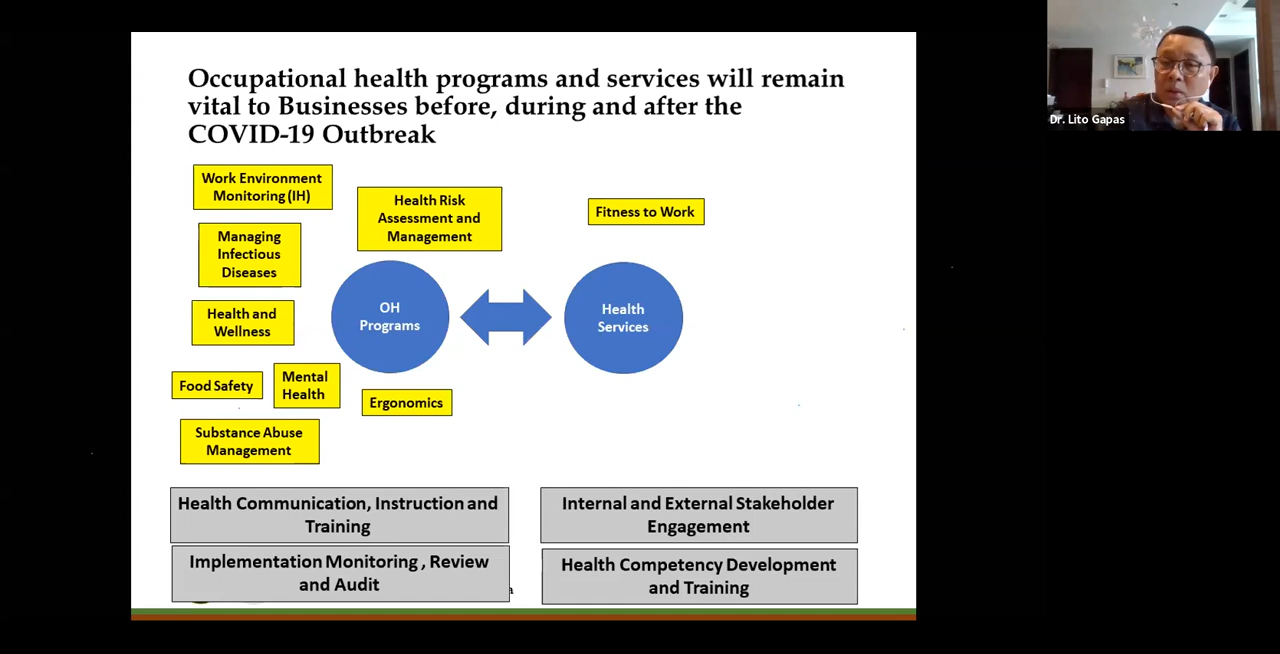 Occupational health programs and services will remain
vital to Businesses before, during and after the
COVID-19 Outbreak
Work Environment
Monitoring (IH)
Health Risk
Assessment and
Management
Fitness to Work
Managing
Infectious
Diseases
Health and
Wellness
OH
Programs
Health
Services
Food Safety
Mental
Health
Ergonomics
Substance Abuse
Management
Health Communication, Instruction and
Training
Internal and External Stakeholder
Engagement
Implementation Monitoring , Review
and Audit
Health Competency Development
and Training
Dr. Lito Gapas